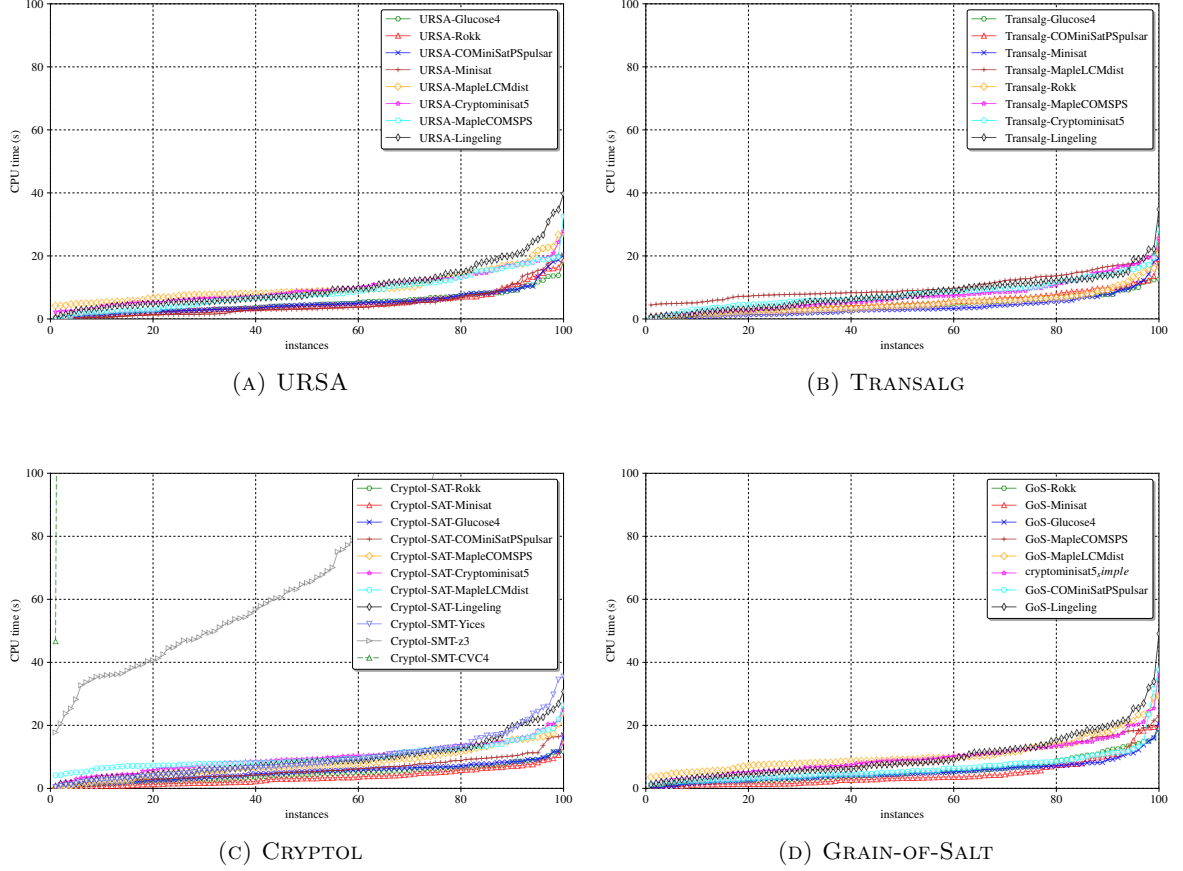 100
80
60
40
20
0
CPU time (s)
0 20 40 60 80 100
instances
URSA-Glucose4
URSA-Rokk
URSA-COMiniSatPSpulsar
URSA-Minisat
URSA-MapleLCMdist
URSA-Cryptominisat5
URSA-MapleCOMSPS
URSA-Lingeling
(A) URSA
100
80
60
40
20
0
CPU time (s)
0 20 40 60 80 100
instances
Transalg-Glucose4
Transalg-COMiniSatPSpulsar
Transalg-Minisat
Transalg-MapleLCMdist
Transalg-Rokk
Transalg-MapleCOMSPS
Transalg-Cryptominisat5
Transalg-Lingeling
(B) TRANSALG
100
80
60
40
20
0
CPU time (s)
0 20 40 60 80 100
instances
Cryptol-SAT-Rokk
Cryptol-SAT-Minisat
Cryptol-SAT-Glucose4
Cryptol-SAT-COMiniSatPSpulsar
Cryptol-SAT-MapleCOMSPS
Cryptol-SAT-Cryptominisat5
Cryptol-SAT-MapleLCMdist
Cryptol-SAT-Lingeling
Cryptol-SMT-Yices
Cryptol-SMT-z3
Cryptol-SMT-CVC4
(C) CRYPTOL
100
80
60
40
20
0
CPU time (s)
0 20 40 60 80 100
instances
GoS-Rokk
GoS-Minisat
GoS-Glucose4
GoS-MapleCOMSPS
GoS-MapleLCMdist
cryptominisat5simple
GoS-COMiniSatPSpulsar
GoS-Lingeling
(D) GRAIN-OF-SALT